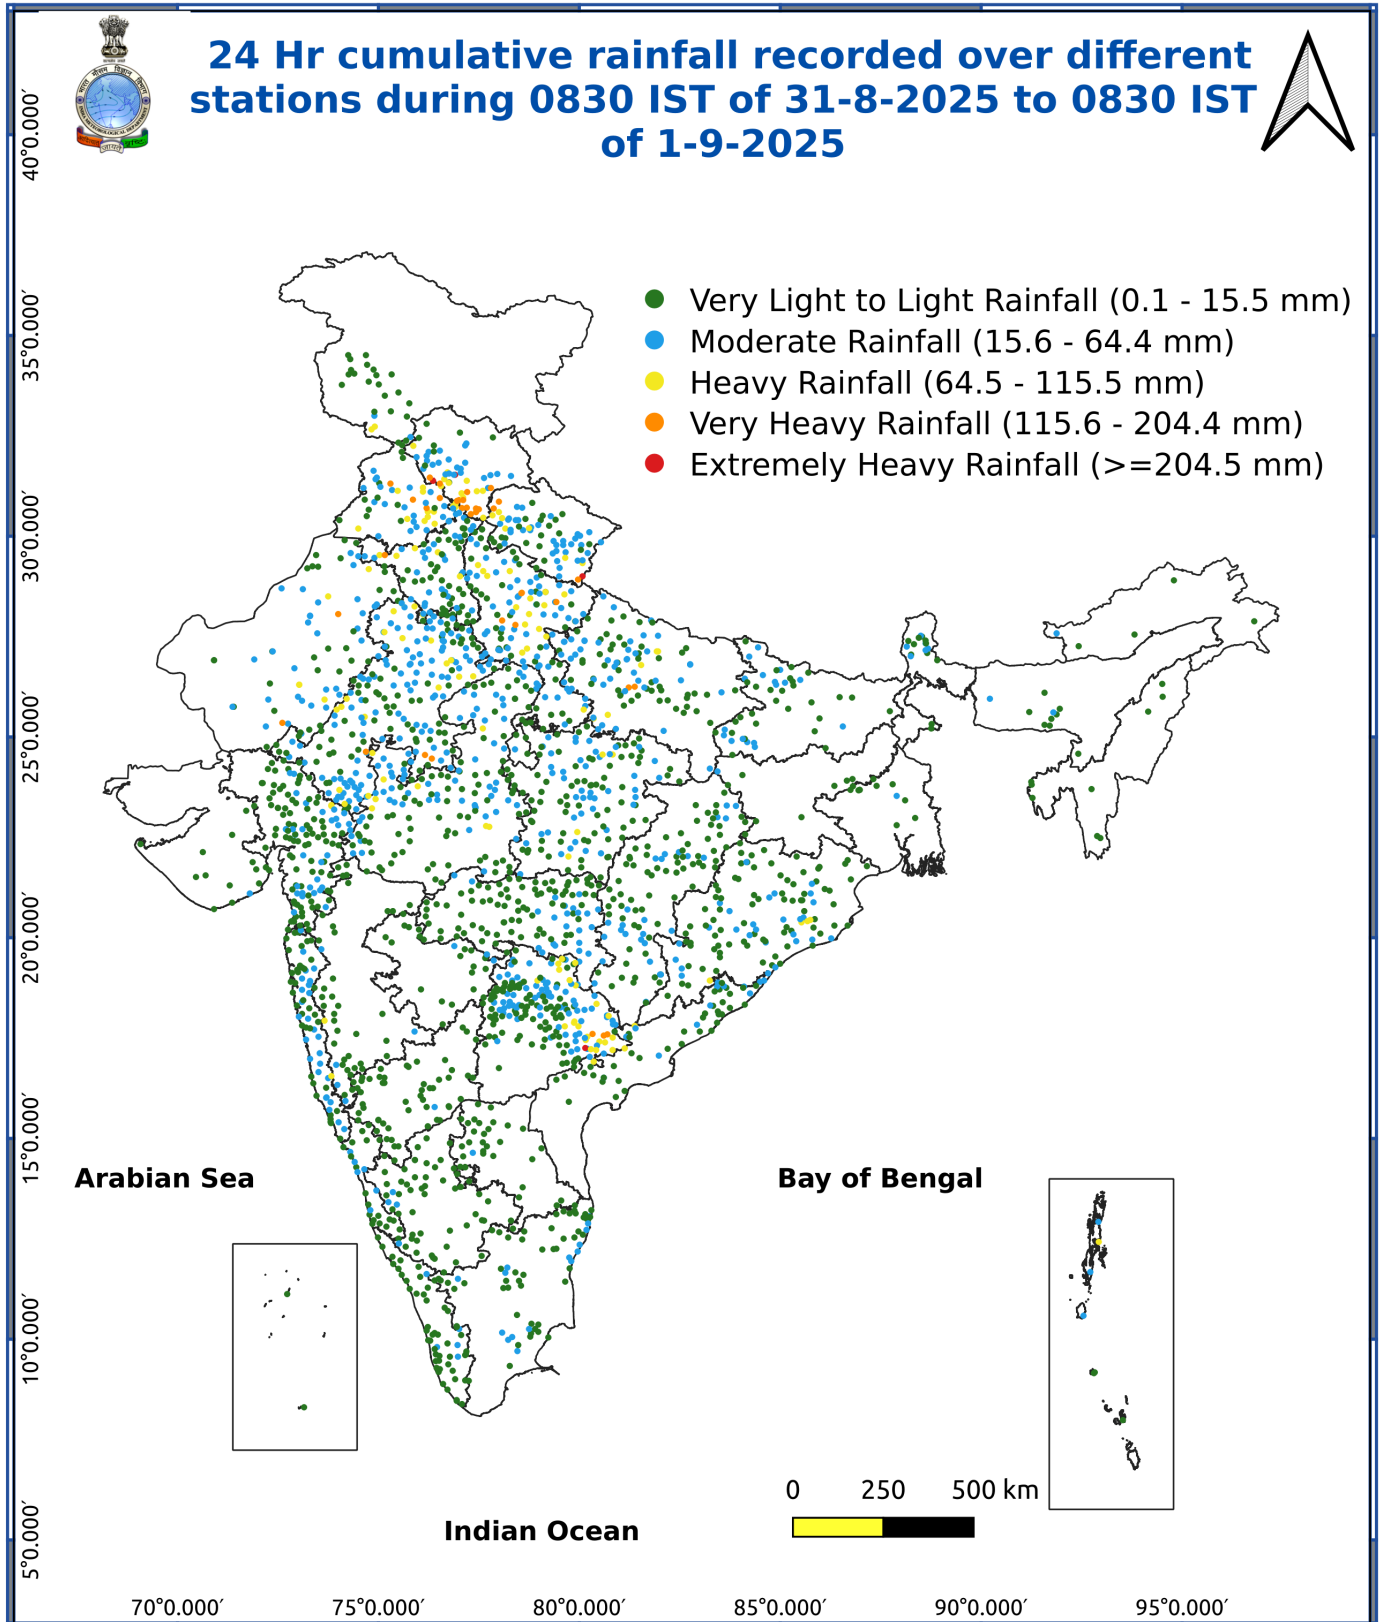 24 Hr cumulative rainfall recorded over different
stations during 0830 IST of 31-8-2025 to 0830 IST
of 1-9-2025
Very Light to Light Rainfall (0.1 - 15.5 mm)
Moderate Rainfall (15.6 - 64.4 mm)
Heavy Rainfall (64.5 - 115.5 mm)
Very Heavy Rainfall (115.6 - 204.4 mm)
Extremely Heavy Rainfall (>=204.5 mm)
40°0.000′
35°0.000′
30°0.000′
25°0.000′
20°0.000′
15°0.000′
10°0.000′
5°0.000′
Arabian Sea
Bay of Bengal
Indian Ocean
0 250 500 km
70°0.000′ 75°0.000′ 80°0.000′ 85°0.000′ 90°0.000′ 95°0.000′